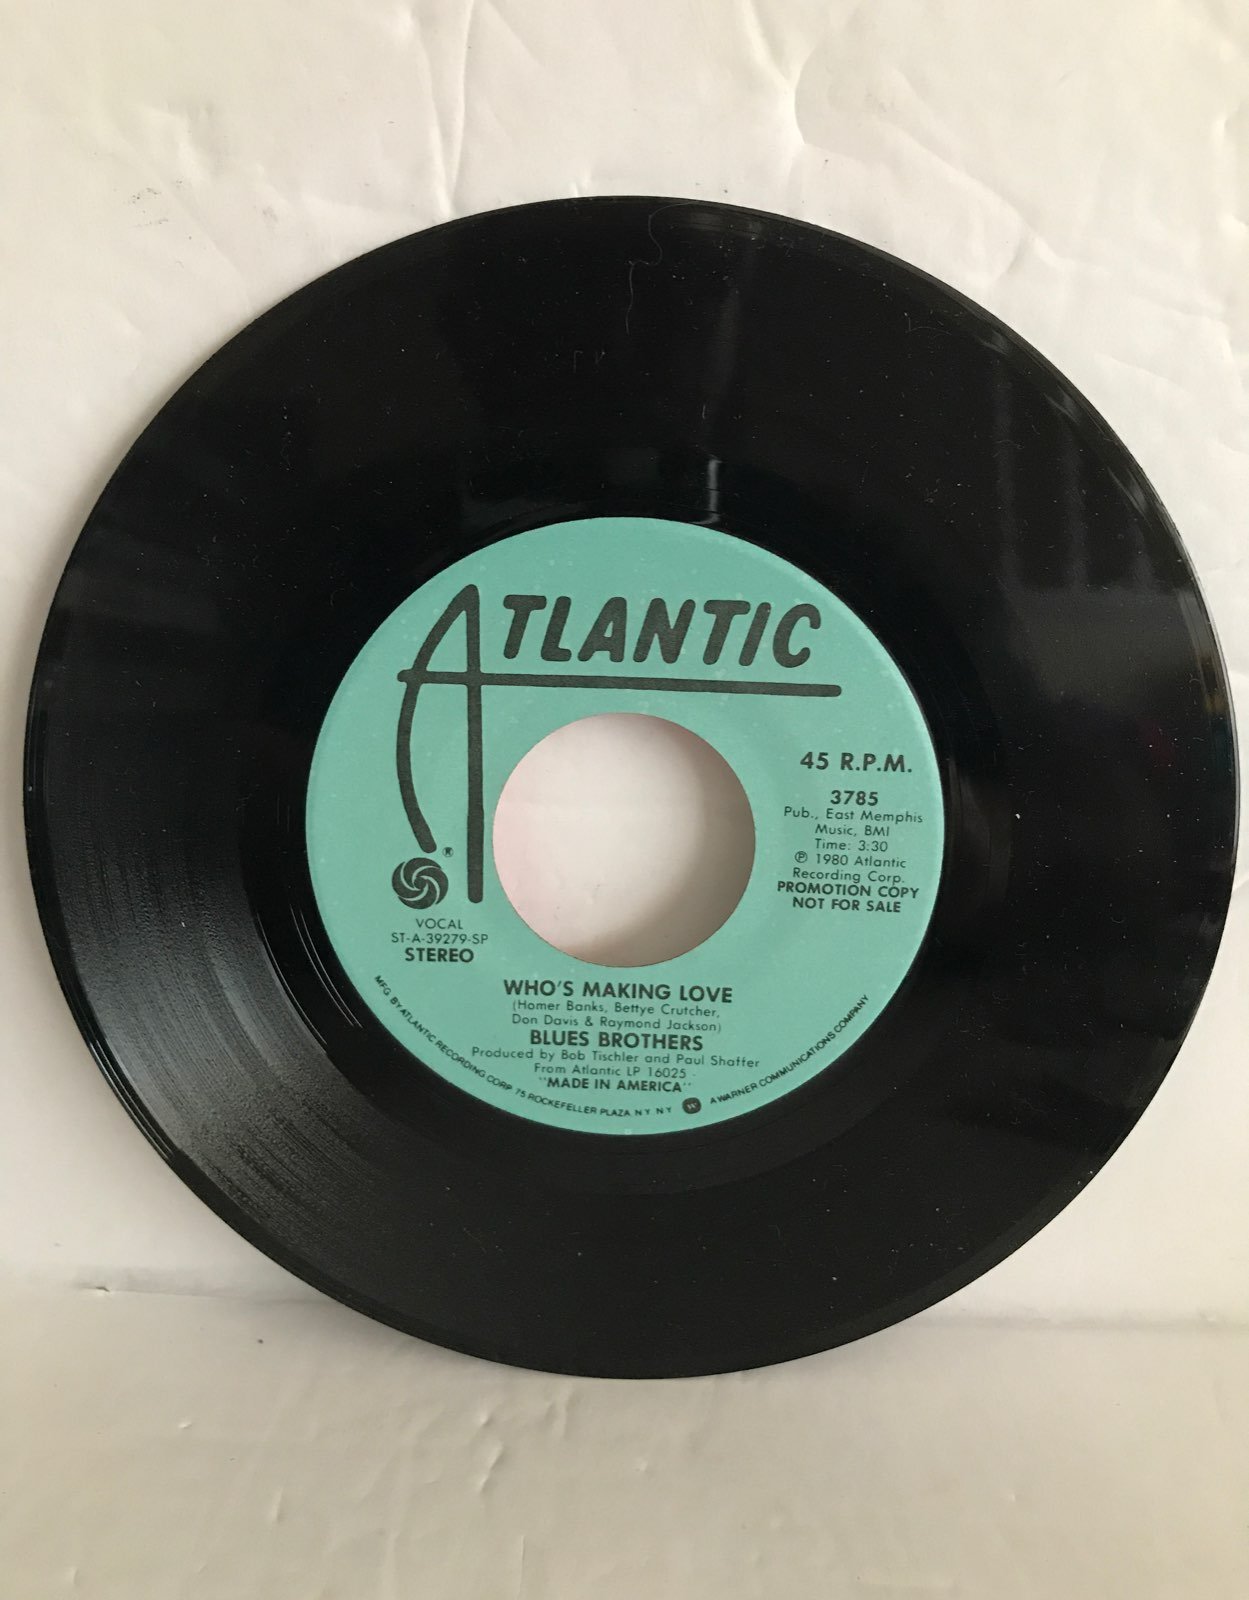 ATLANTIC
45 R.P.M.
3785
Pub., East Memphis
Music, BMI
Time: 3:30
℗ 1980 Atlantic
Recording Corp.
PROMOTION COPY
NOT FOR SALE
®
VOCAL
ST-A-39279-SP
STEREO
WHO'S MAKING LOVE
(Homer Banks, Bettye Crutcher,
Don Davis & Raymond Jackson)
BLUES BROTHERS
Produced by Bob Tischler and Paul Shaffer
From Atlantic LP 16025
"MADE IN AMERICA"
MFG. BY ATLANTIC RECORDING CORP. 75 ROCKEFELLER PLAZA N.Y. N.Y. A WARNER COMMUNICATIONS COMPANY